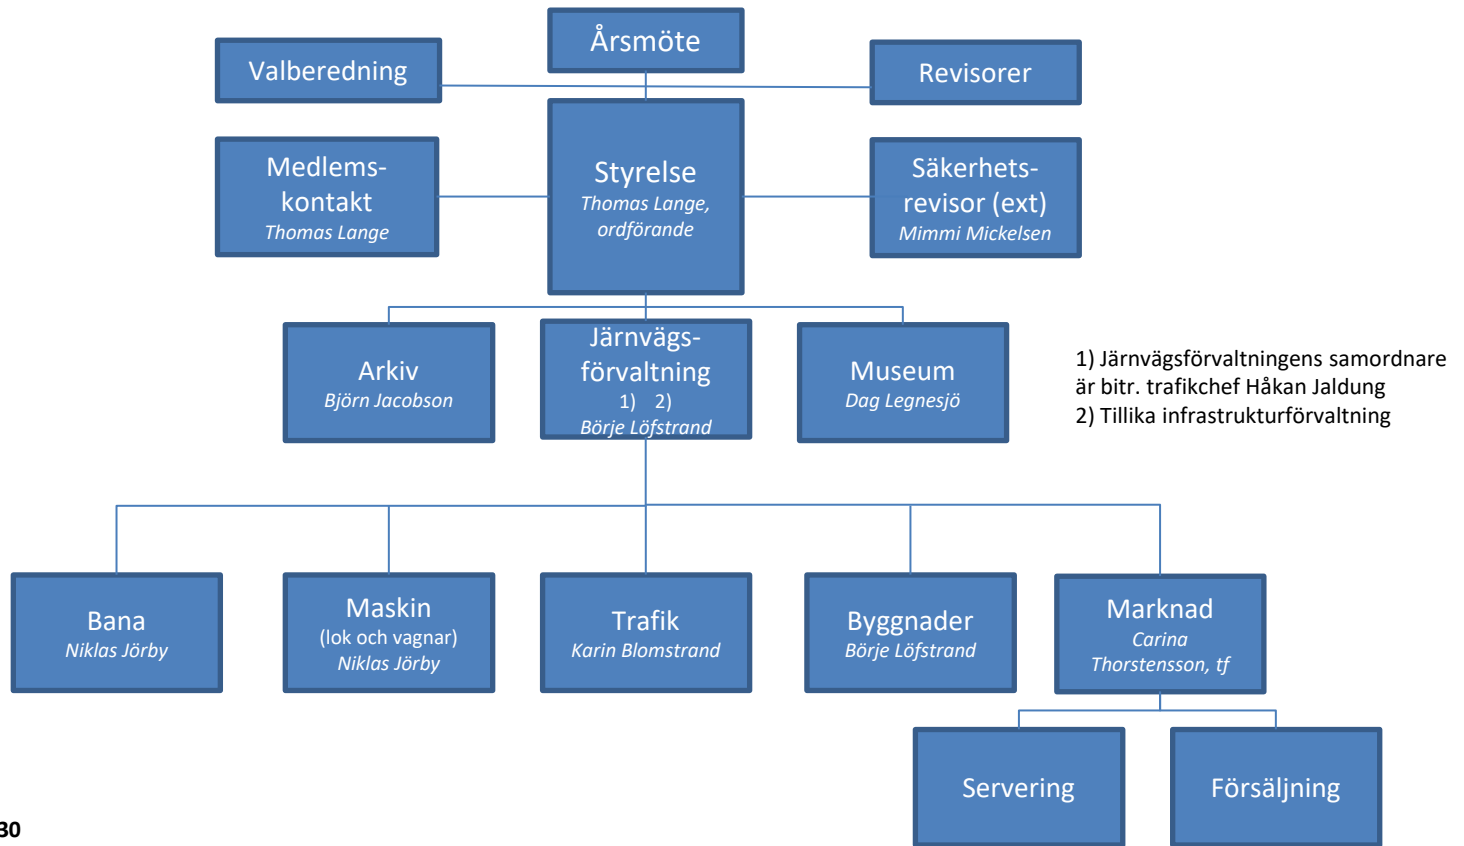 Årsmöte
Valberedning
Revisorer
Medlems-
kontakt
Thomas Lange
Styrelse
Thomas Lange,
ordförande
Säkerhets-
revisor (ext)
Mimmi Mickelsen
Arkiv
Björn Jacobson
Järnvägs-
förvaltning
1) 2)
Börje Löfstrand
Museum
Dag Legnesjö
1) Järnvägsförvaltningens samordnare
är bitr. trafikchef Håkan Jaldung
2) Tillika infrastrukturförvaltning
Bana
Niklas Jörby
Maskin
(lok och vagnar)
Niklas Jörby
Trafik
Karin Blomstrand
Byggnader
Börje Löfstrand
Marknad
Carina
Thorstensson, tf
Servering
Försäljning
30